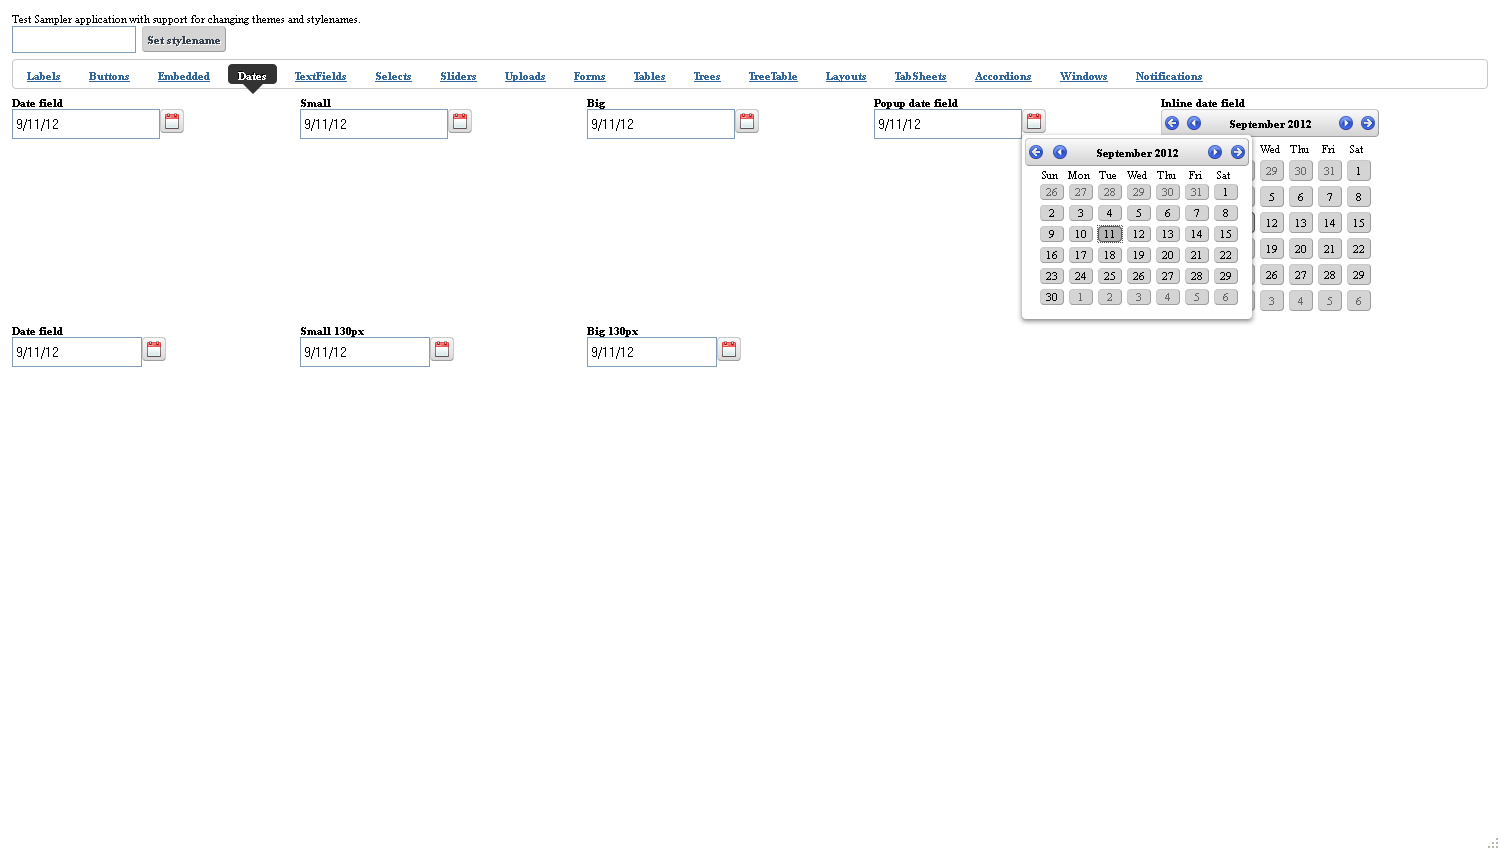 Test Sampler application with support for changing themes and stylenames.
Set stylename
Labels Buttons Embedded Dates TextFields Selects Sliders Uploads Forms Tables Trees TreeTable Layouts TabSheets Accordions Windows Notifications
Date field Small Big Popup date field Inline date field
9/11/12 9/11/12 9/11/12 9/11/12 September 2012
September 2012
Sun Mon Tue Wed Thu Fri Sat
26 27 28 29 30 31 1
2 3 4 5 6 7 8
9 10 11 12 13 14 15
16 17 18 19 20 21 22
23 24 25 26 27 28 29
30 1 2 3 4 5 6
Wed Thu Fri Sat
29 30 31 1
5 6 7 8
12 13 14 15
19 20 21 22
26 27 28 29
3 4 5 6
Date field Small 130px Big 130px
9/11/12 9/11/12 9/11/12